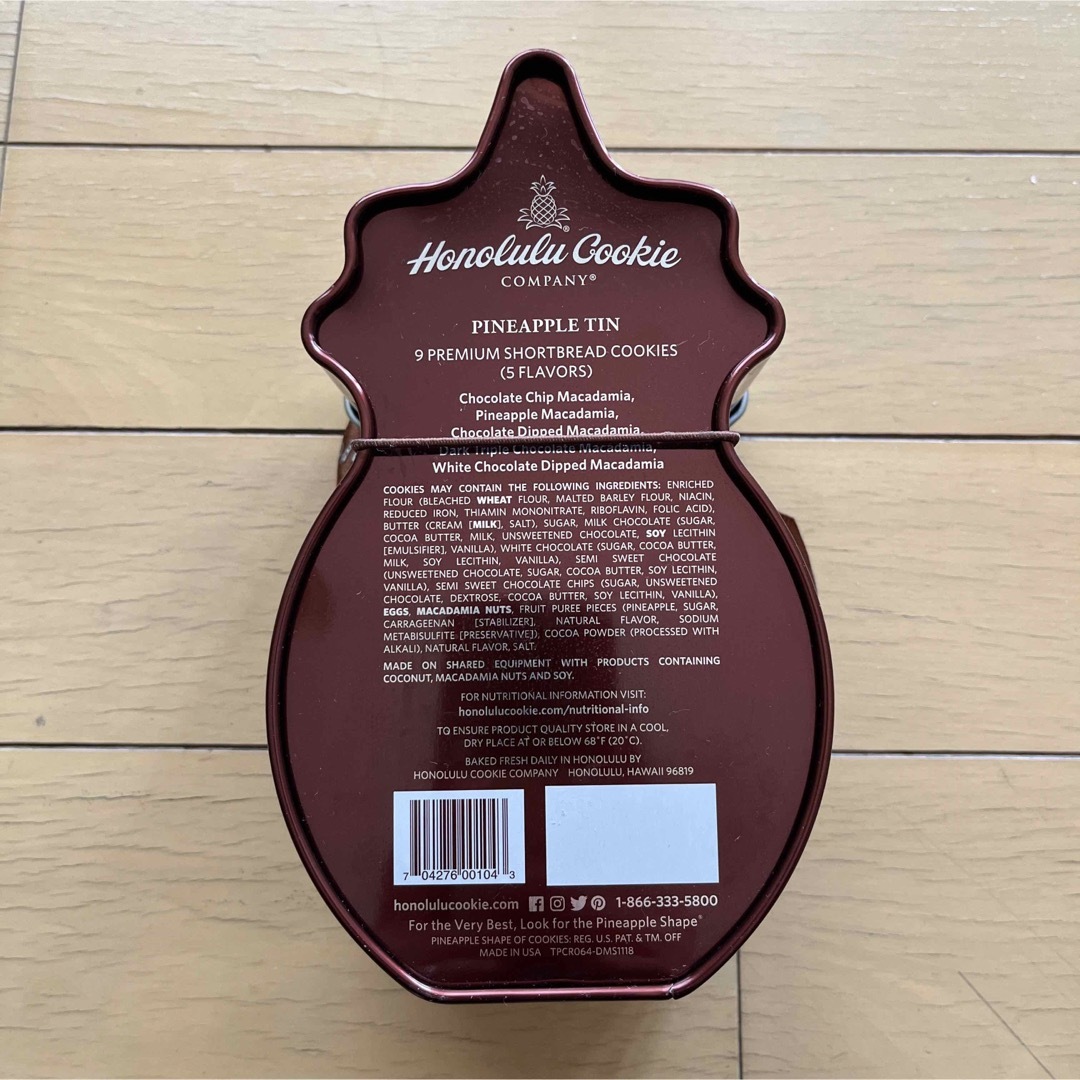 Honolulu Cookie
COMPANY®
PINEAPPLE TIN
9 PREMIUM SHORTBREAD COOKIES
(5 FLAVORS)
Chocolate Chip Macadamia,
Pineapple Macadamia,
Chocolate Dipped Macadamia,
Dark Triple Chocolate Macadamia,
White Chocolate Dipped Macadamia
COOKIES MAY CONTAIN THE FOLLOWING INGREDIENTS: ENRICHED
FLOUR (BLEACHED WHEAT FLOUR, MALTED BARLEY FLOUR, NIACIN,
REDUCED IRON, THIAMIN MONONITRATE, RIBOFLAVIN, FOLIC ACID),
BUTTER (CREAM [MILK], SALT), SUGAR, MILK CHOCOLATE (SUGAR,
COCOA BUTTER, MILK, UNSWEETENED CHOCOLATE, SOY LECITHIN
[EMULSIFIER], VANILLA), WHITE CHOCOLATE (SUGAR, COCOA BUTTER,
MILK, SOY LECITHIN, VANILLA), SEMI SWEET CHOCOLATE
(UNSWEETENED CHOCOLATE, SUGAR, COCOA BUTTER, SOY LECITHIN,
VANILLA), SEMI SWEET CHOCOLATE CHIPS (SUGAR, UNSWEETENED
CHOCOLATE, DEXTROSE, COCOA BUTTER, SOY LECITHIN, VANILLA),
EGGS, MACADAMIA NUTS, FRUIT PUREE PIECES (PINEAPPLE, SUGAR,
CARRAGEENAN [STABILIZER], NATURAL FLAVOR, SODIUM
METABISULFITE [PRESERVATIVE]), COCOA POWDER (PROCESSED WITH
ALKALI), NATURAL FLAVOR, SALT.
MADE ON SHARED EQUIPMENT WITH PRODUCTS CONTAINING
COCONUT, MACADAMIA NUTS AND SOY.
FOR NUTRITIONAL INFORMATION VISIT:
honolulucookie.com/nutritional-info
TO ENSURE PRODUCT QUALITY STORE IN A COOL,
DRY PLACE AT OR BELOW 68˚F (20˚C).
BAKED FRESH DAILY IN HONOLULU BY
HONOLULU COOKIE COMPANY HONOLULU, HAWAII 96819
7 04276 00104 3
honolulucookie.com 1-866-333-5800
For the Very Best, Look for the Pineapple Shape®
PINEAPPLE SHAPE OF COOKIES: REG. U.S. PAT. & TM. OFF
MADE IN USA TPCR064-DMS1118